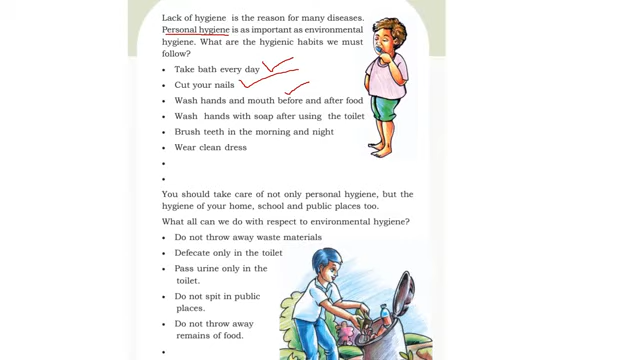 Lack of hygiene is the reason for many diseases.
Personal hygiene is as important as environmental
hygiene. What are the hygienic habits we must
follow?
• Take bath every day
• Cut your nails
• Wash hands and mouth before and after food
• Wash hands with soap after using the toilet
• Brush teeth in the morning and night
• Wear clean dress
•
•
You should take care of not only personal hygiene, but the
hygiene of your home, school and public places too.
What all can we do with respect to environmental hygiene?
• Do not throw away waste materials
• Defecate only in the toilet
• Pass urine only in the
toilet.
• Do not spit in public
places.
• Do not throw away
remains of food.
•